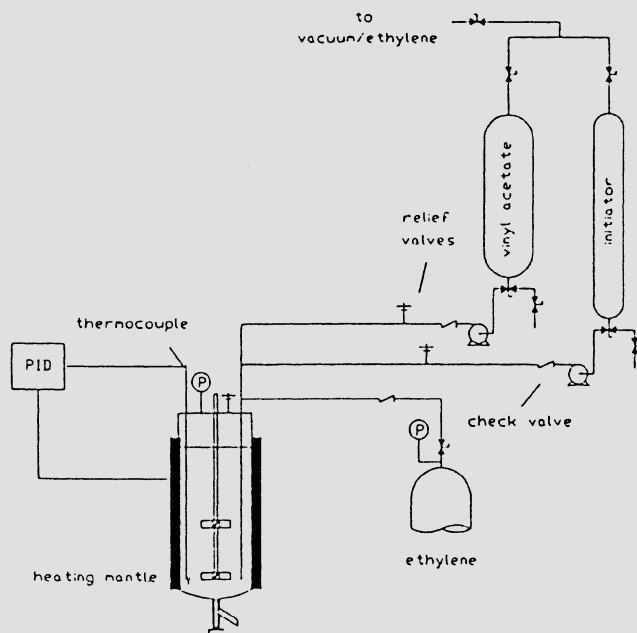 to
vacuum/ethylene
vinyl acetate
initiator
relief
valves
thermocouple
PID
P
check valve
P
ethylene
heating mantle